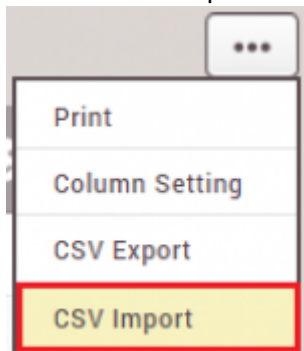 •••
Print
Column Setting
CSV Export
CSV Import